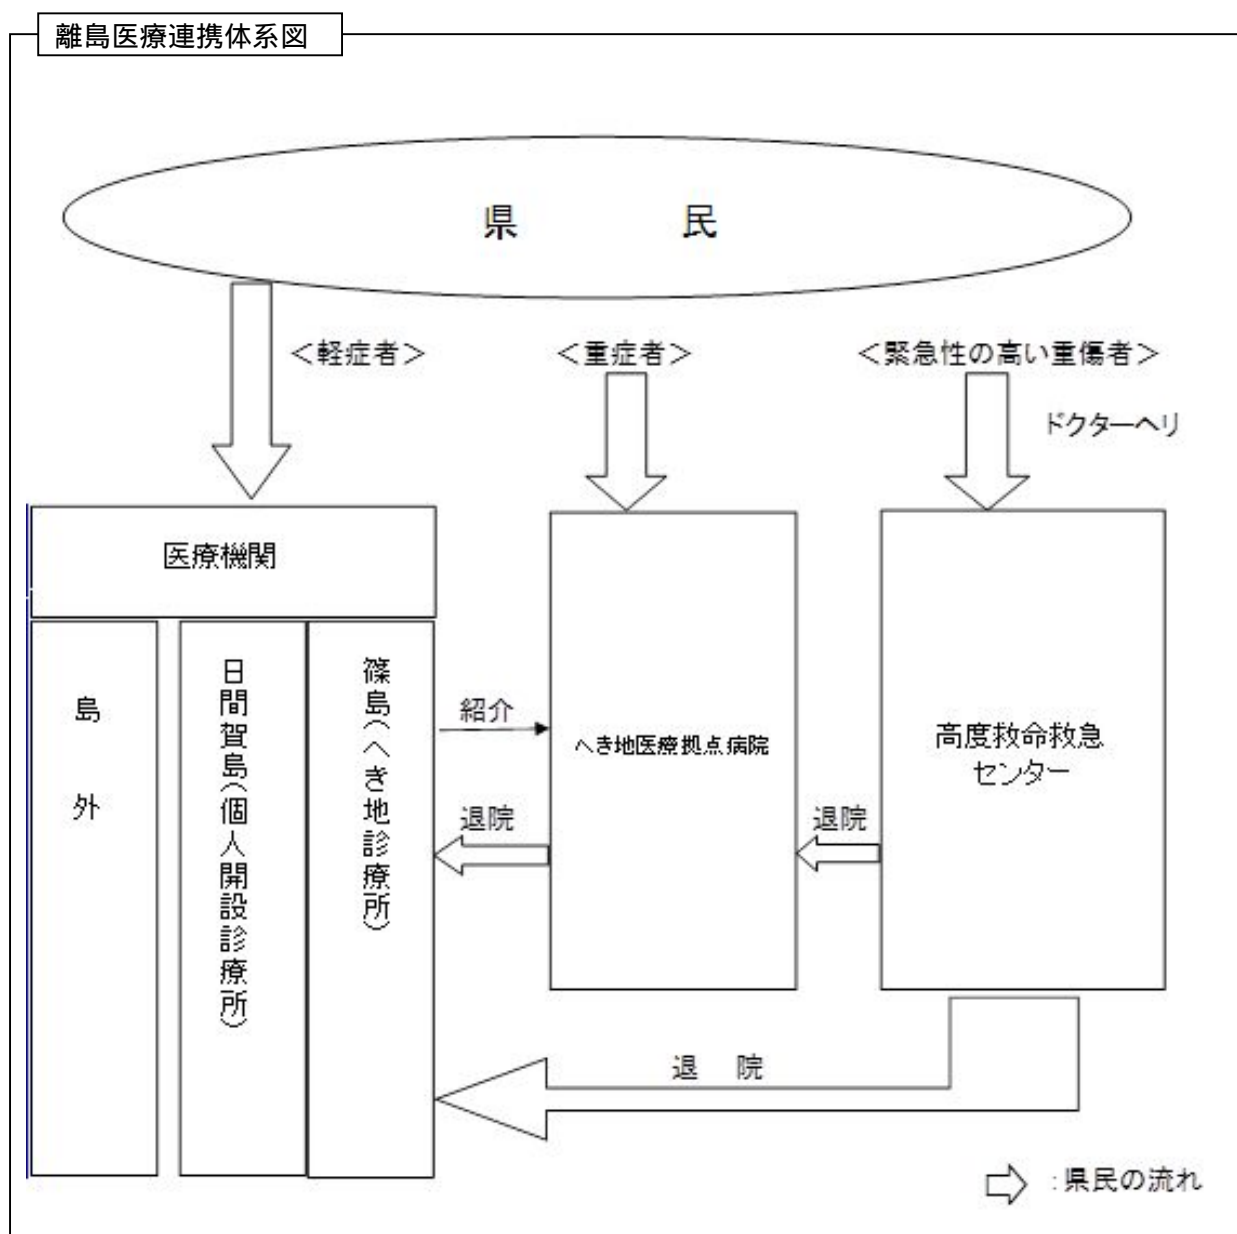 離島医療連携体系図
県 民
<軽症者>
<重症者>
<緊急性の高い重傷者>
ドクターヘリ
医療機関
島外
日間賀島(個人開設診療所)
篠島(へき地診療所)
紹介
へき地医療拠点病院
高度救命救急
センター
退院
退院
退 院
:県民の流れ